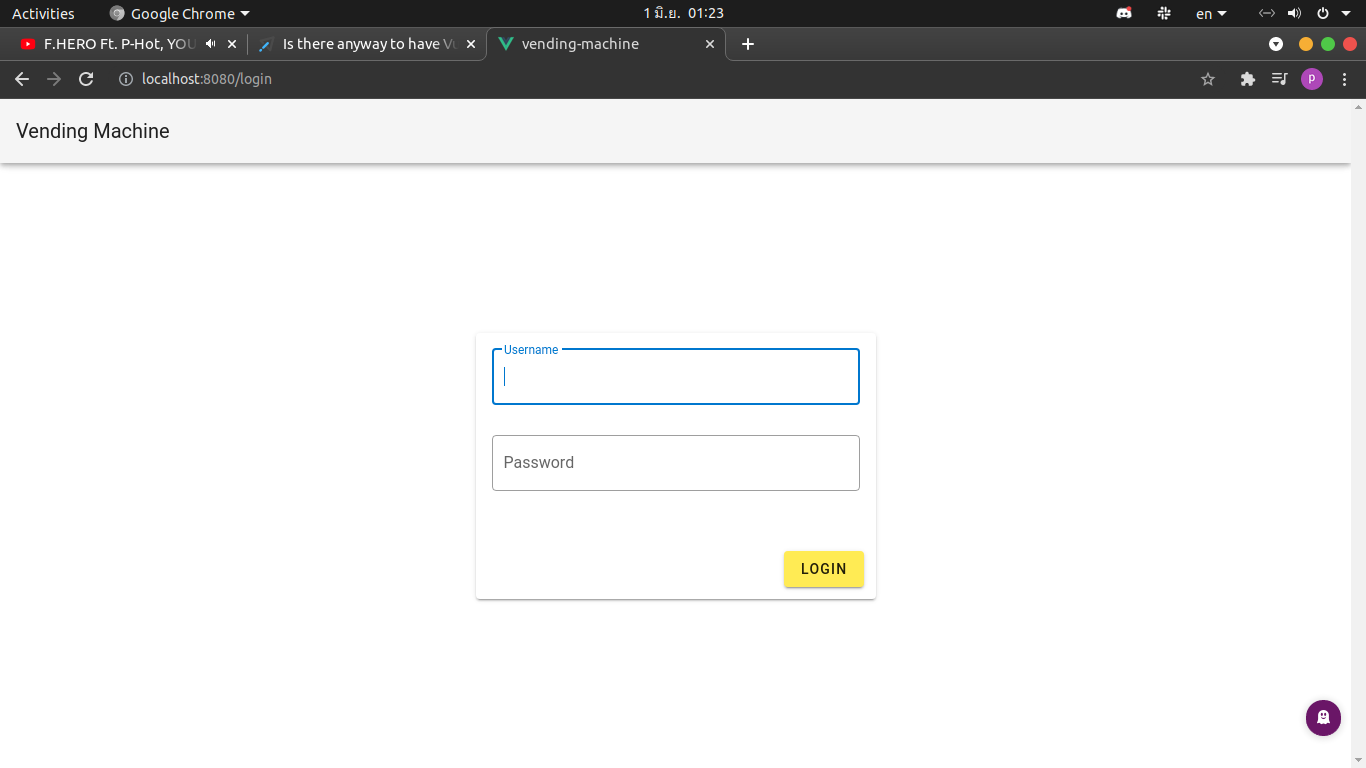 Activities Google Chrome 1 มิ.ย. 01:23 en
F.HERO Ft. P-Hot, YOU Is there anyway to have Vu vending-machine
localhost:8080/login p
Vending Machine
Username
Password
LOGIN